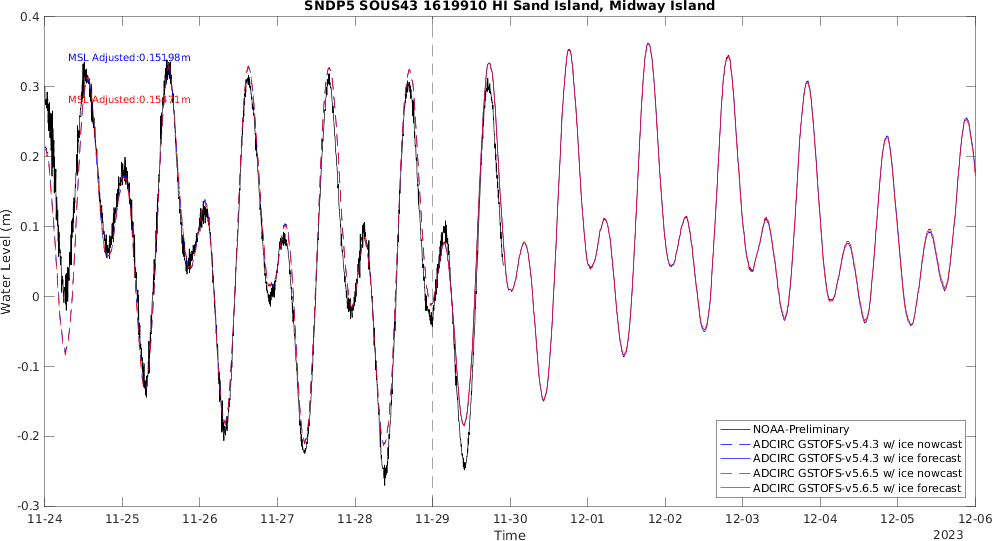 SNDP5 SOUS43 1619910 HI Sand Island, Midway Island
0.4
0.3
0.2
0.1
0
-0.1
-0.2
-0.3
Water Level (m)
MSL Adjusted:0.15198m
MSL Adjusted:0.15471m
NOAA-Preliminary
ADCIRC GSTOFS-v5.4.3 w/ ice nowcast
ADCIRC GSTOFS-v5.4.3 w/ ice forecast
ADCIRC GSTOFS-v5.6.5 w/ ice nowcast
ADCIRC GSTOFS-v5.6.5 w/ ice forecast
11-24 11-25 11-26 11-27 11-28 11-29 11-30 12-01 12-02 12-03 12-04 12-05 12-06
Time
2023